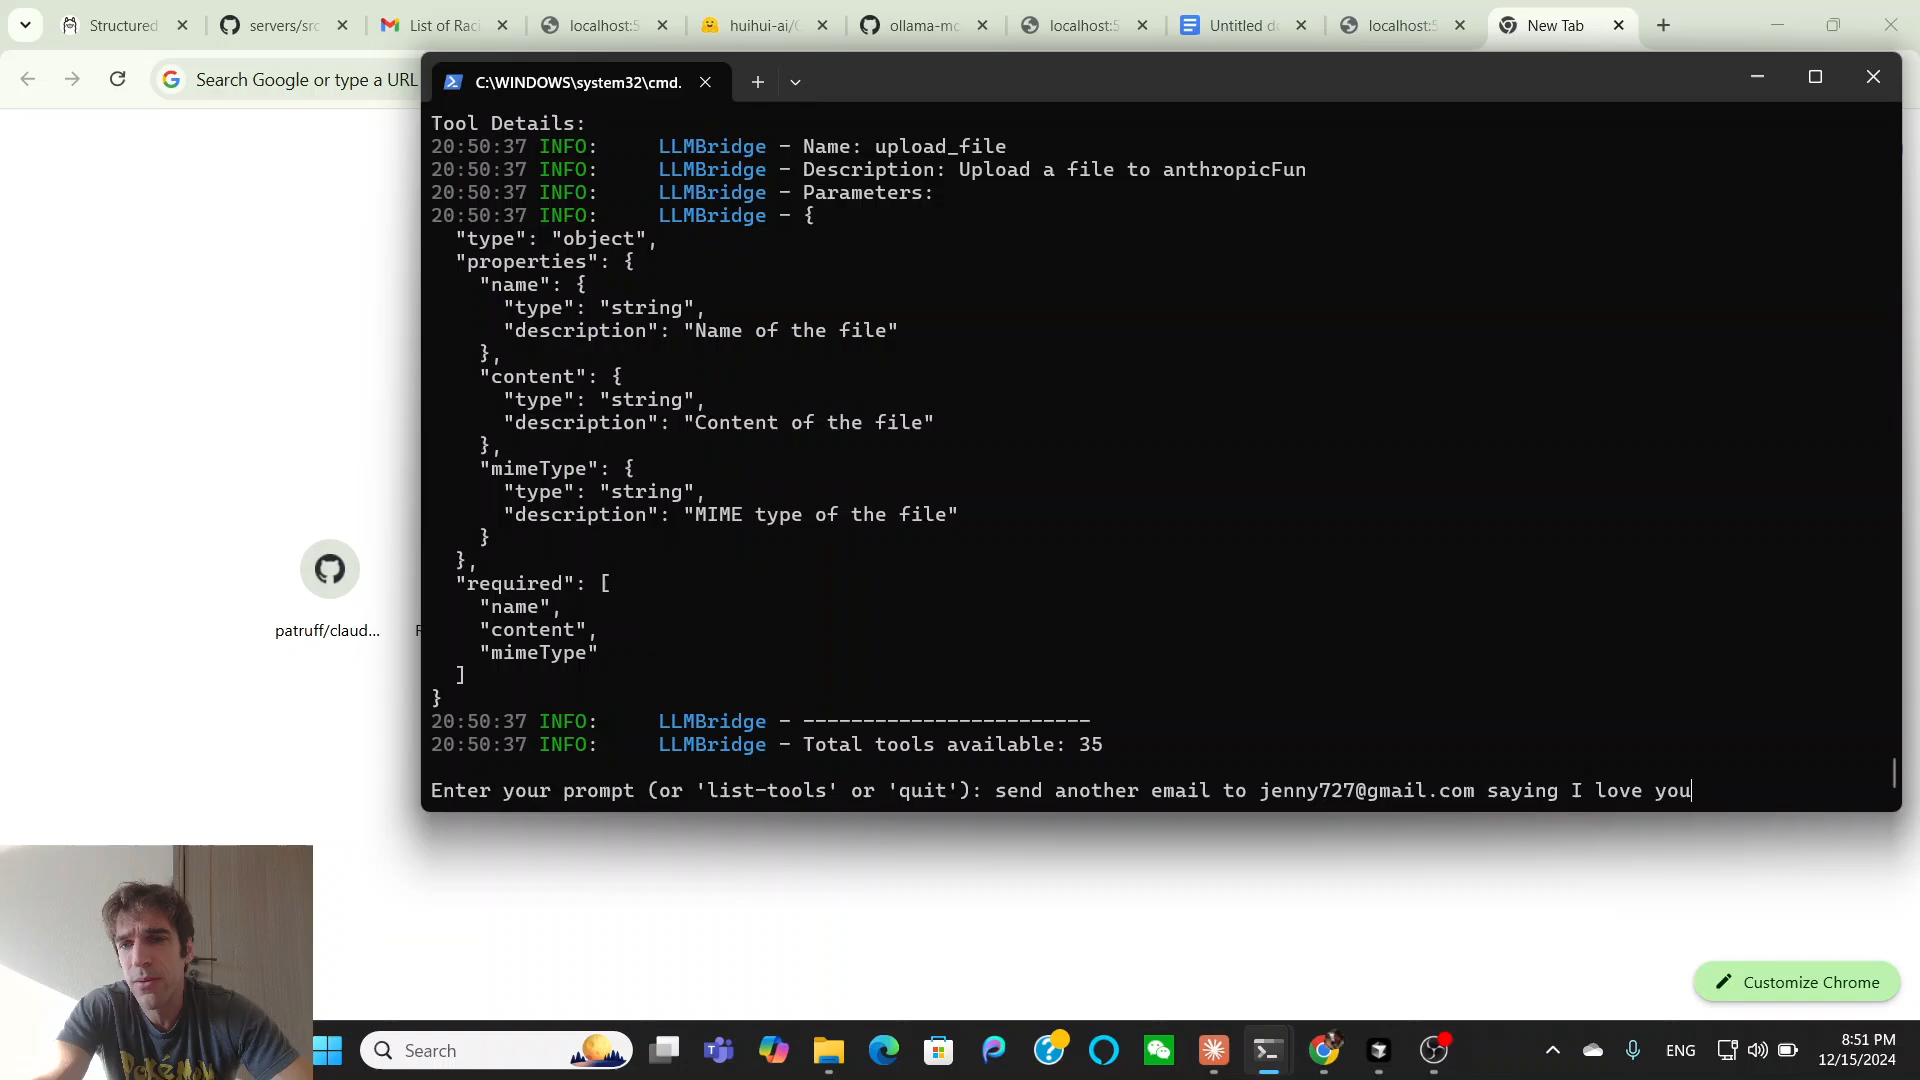 Structured
servers/src
List of Raci
localhost:5
huihui-ai/
ollama-mc
localhost:5
Untitled do
localhost:5
New Tab
Search Google or type a URL
C:\WINDOWS\system32\cmd.
Tool Details:
20:50:37 INFO: LLMBridge - Name: upload_file
20:50:37 INFO: LLMBridge - Description: Upload a file to anthropicFun
20:50:37 INFO: LLMBridge - Parameters:
20:50:37 INFO: LLMBridge - {
"type": "object",
"properties": {
"name": {
"type": "string",
"description": "Name of the file"
},
"content": {
"type": "string",
"description": "Content of the file"
},
"mimeType": {
"type": "string",
"description": "MIME type of the file"
}
},
"required": [
"name",
"content",
"mimeType"
]
}
20:50:37 INFO: LLMBridge - ------------------------
20:50:37 INFO: LLMBridge - Total tools available: 35
Enter your prompt (or 'list-tools' or 'quit'): send another email to jenny727@gmail.com saying I love you
patruff/claud...
Customize Chrome
Pokémon
Search
ENG
8:51 PM
12/15/2024